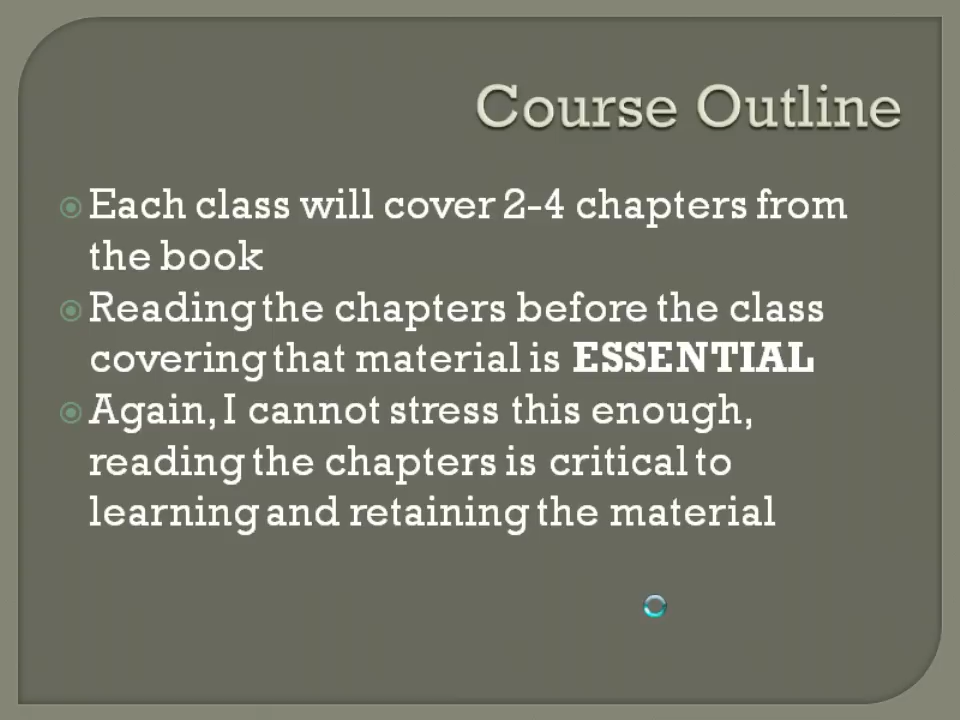 Course Outline
Each class will cover 2-4 chapters from
the book
Reading the chapters before the class
covering that material is ESSENTIAL
Again, I cannot stress this enough,
reading the chapters is critical to
learning and retaining the material